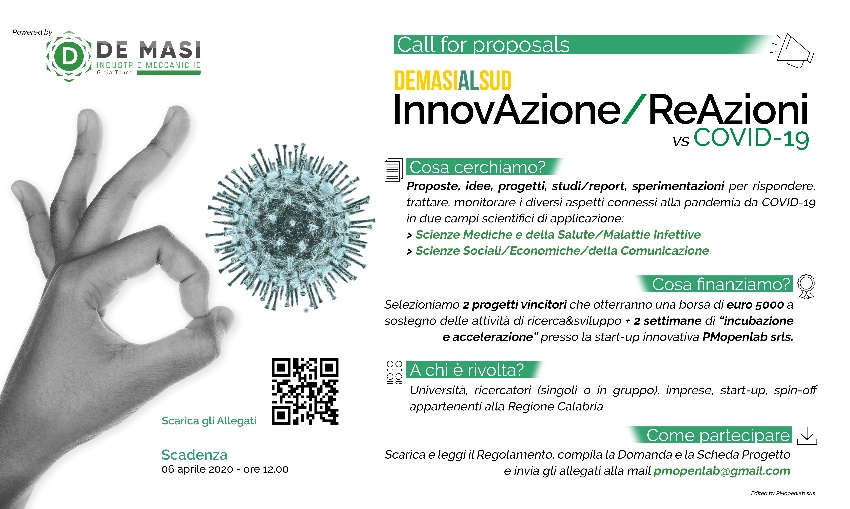 Powered by
DE MASI
INDUSTRIE MECCANICHE
Gioia Tauro
Scarica gli Allegati
Scadenza
06 aprile 2020 - ore 12.00
Call for proposals
DEMASIALSUD
InnovAzione/ReAzioni
vs COVID-19
Cosa cerchiamo?
Proposte, idee, progetti, studi/report, sperimentazioni per rispondere,
trattare, monitorare i diversi aspetti connessi alla pandemia da COVID-19
in due campi scientifici di applicazione:
> Scienze Mediche e della Salute/Malattie Infettive
> Scienze Sociali/Economiche/della Comunicazione
Cosa finanziamo?
Selezioniamo 2 progetti vincitori che otterranno una borsa di euro 5000 a
sostegno delle attività di ricerca&sviluppo + 2 settimane di "incubazione
e accelerazione" presso la start-up innovativa PMopenlab srls.
A chi è rivolta?
Università, ricercatori (singoli o in gruppo), imprese, start-up, spin-off
appartenenti alla Regione Calabria
Come partecipare
Scarica e leggi il Regolamento, compila la Domanda e la Scheda Progetto
e invia gli allegati alla mail pmopenlab@gmail.com
Edited by PMopenlab srls